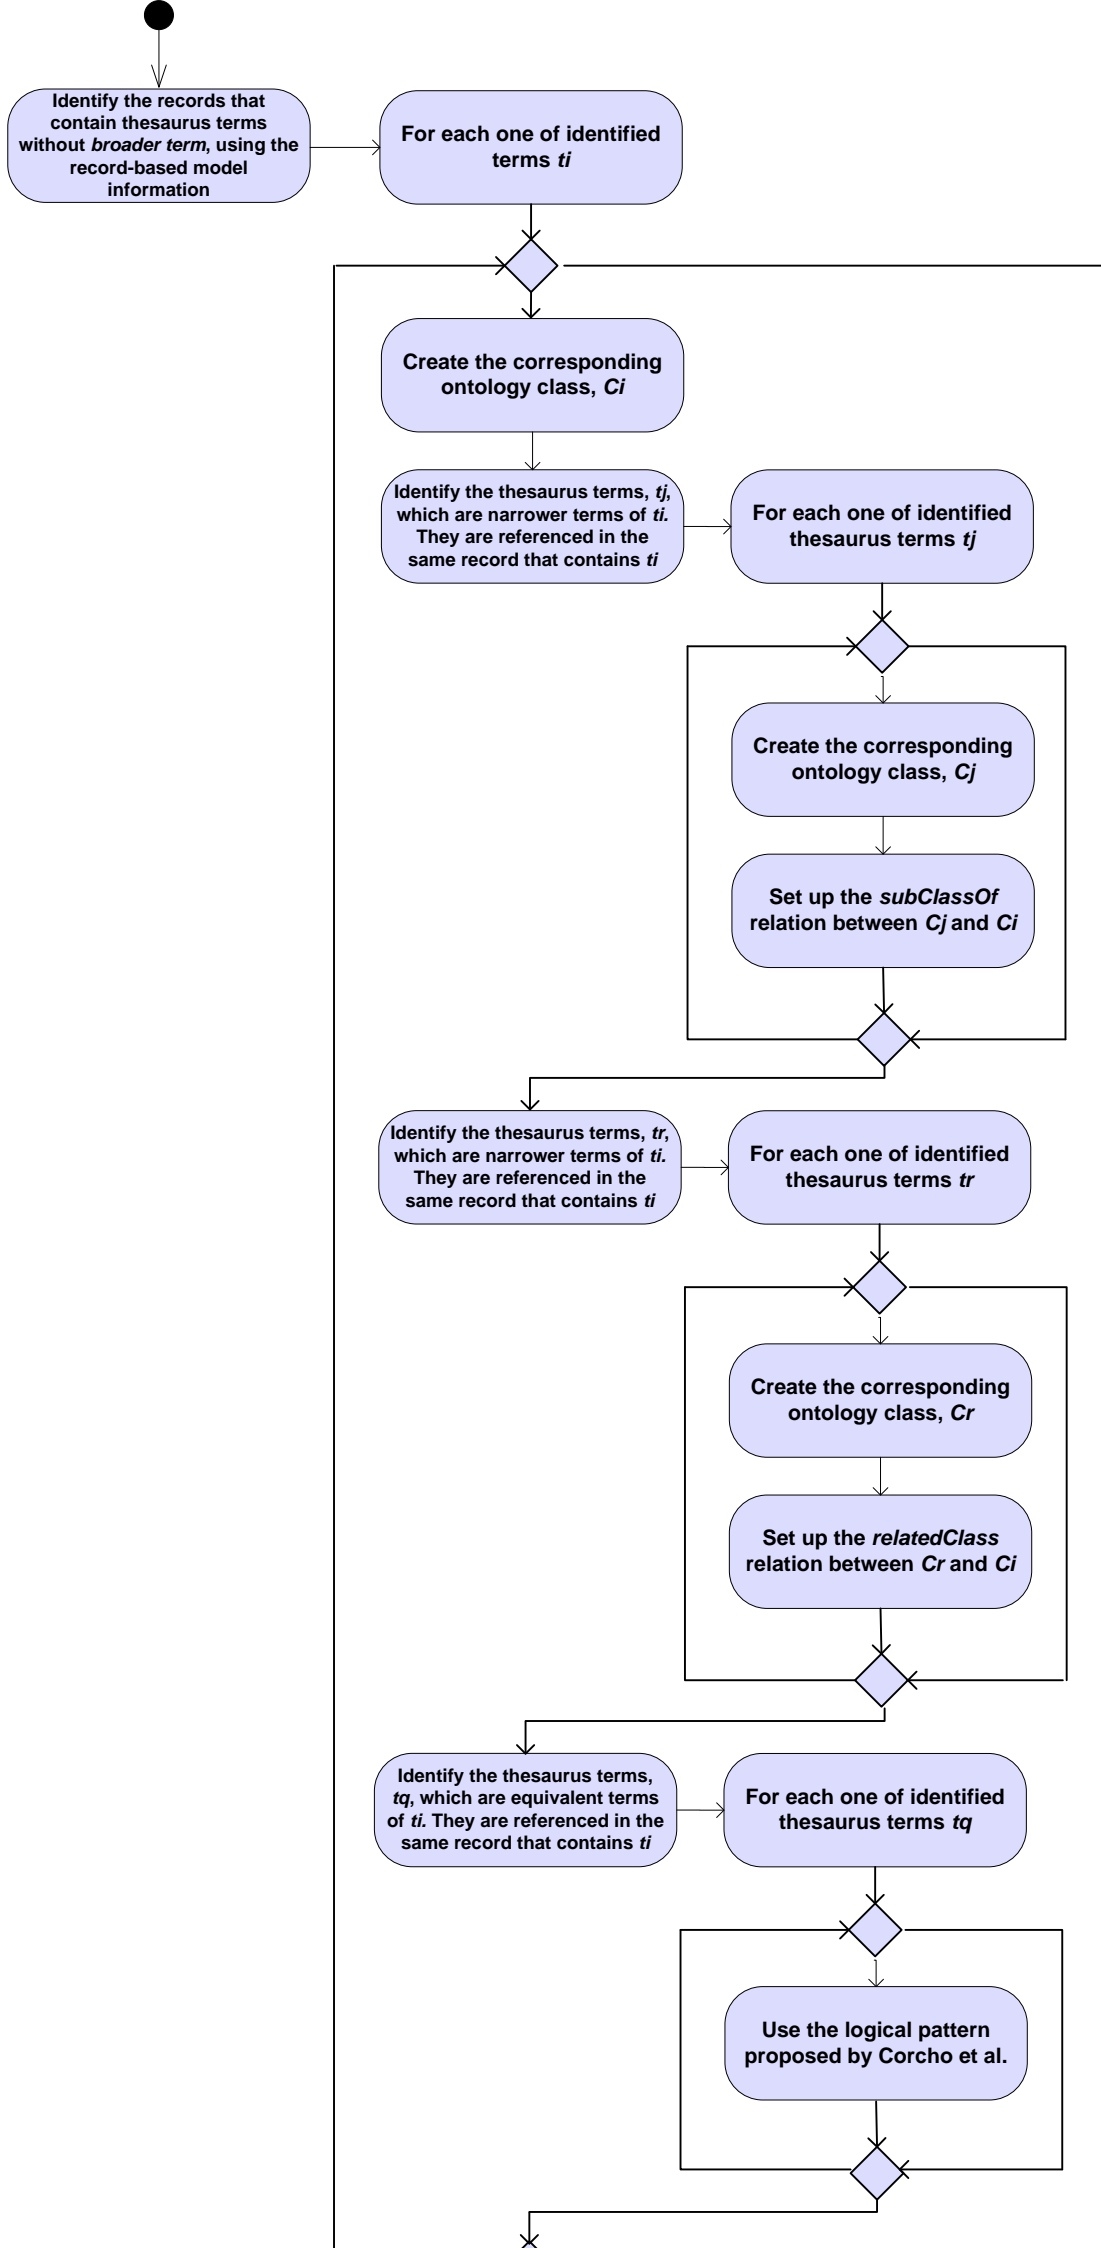 Identify the records that
contain thesaurus terms
without broader term, using the
record-based model
information
For each one of identified
terms ti
Create the corresponding
ontology class, Ci
Identify the thesaurus terms, tj,
which are narrower terms of ti.
They are referenced in the
same record that contains ti
For each one of identified
thesaurus terms tj
Create the corresponding
ontology class, Cj
Set up the subClassOf
relation between Cj and Ci
Identify the thesaurus terms, tr,
which are narrower terms of ti.
They are referenced in the
same record that contains ti
For each one of identified
thesaurus terms tr
Create the corresponding
ontology class, Cr
Set up the relatedClass
relation between Cr and Ci
Identify the thesaurus terms,
tq, which are equivalent terms
of ti. They are referenced in the
same record that contains ti
For each one of identified
thesaurus terms tq
Use the logical pattern
proposed by Corcho et al.